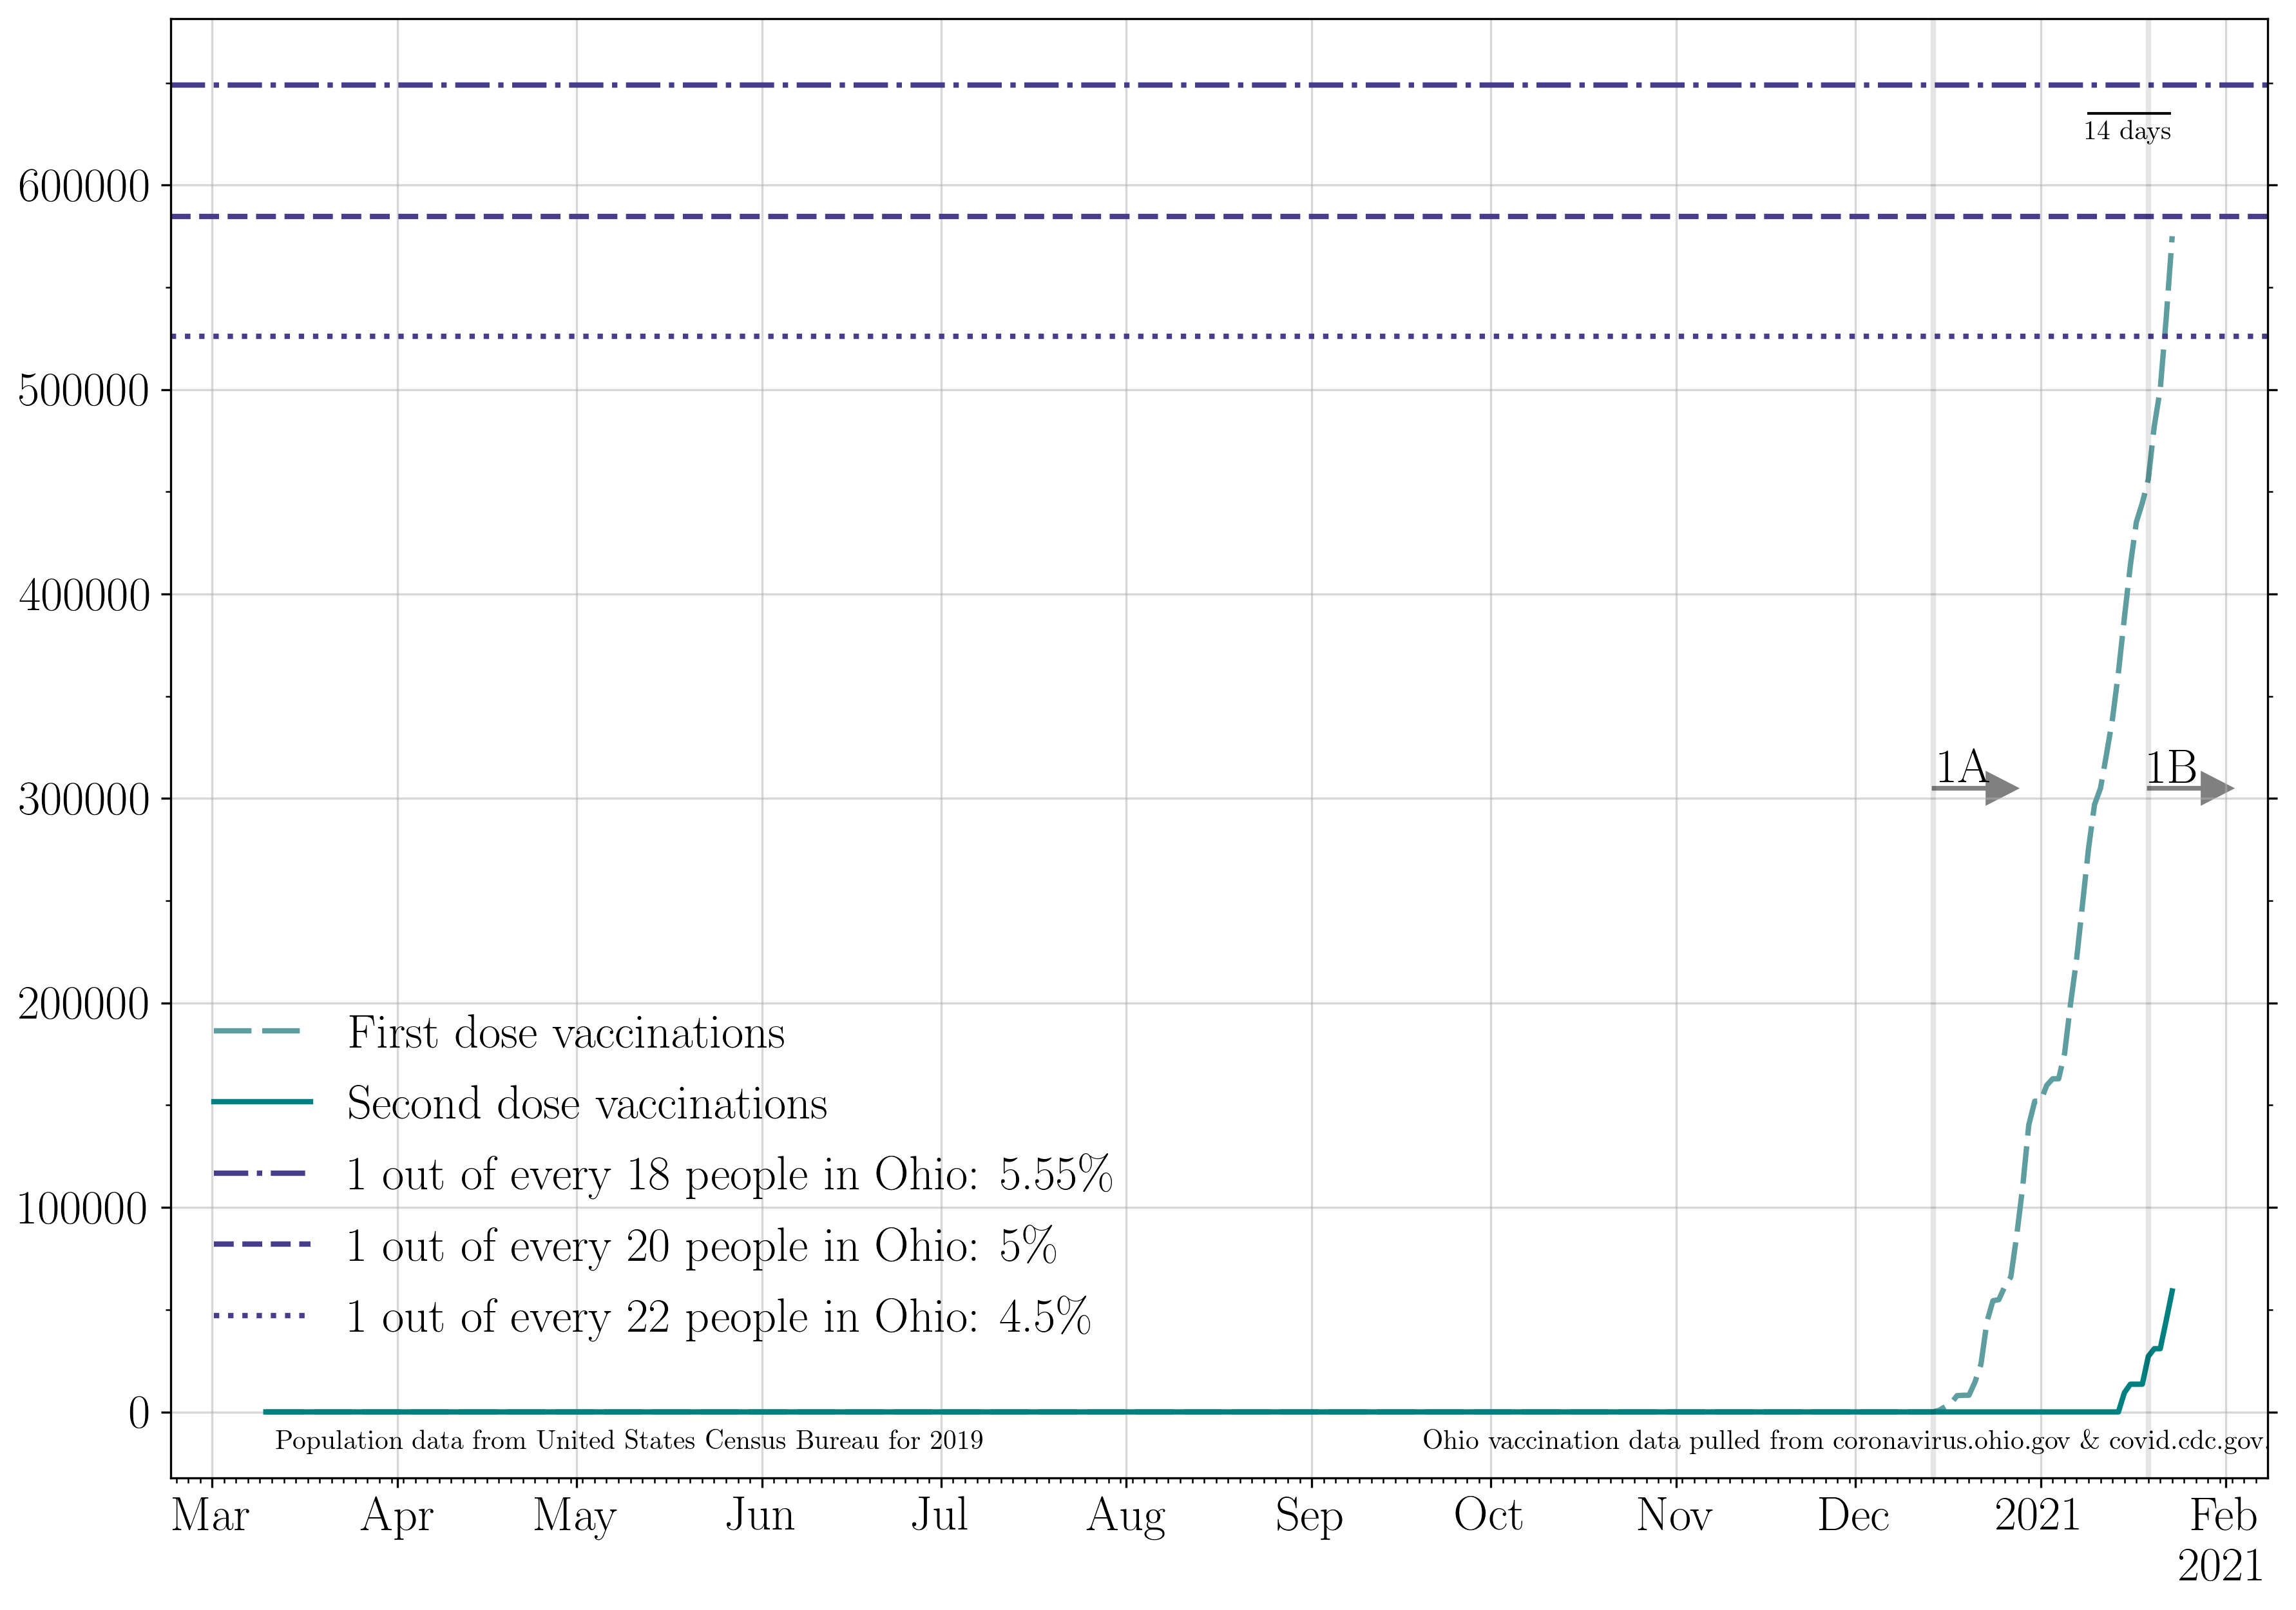 14 days
600000
500000
400000
300000
200000
100000
0
1A
1B
First dose vaccinations
Second dose vaccinations
1 out of every 18 people in Ohio: 5.55%
1 out of every 20 people in Ohio: 5%
1 out of every 22 people in Ohio: 4.5%
Population data from United States Census Bureau for 2019
Ohio vaccination data pulled from coronavirus.ohio.gov & covid.cdc.gov.
Mar Apr May Jun Jul Aug Sep Oct Nov Dec 2021 Feb
2021